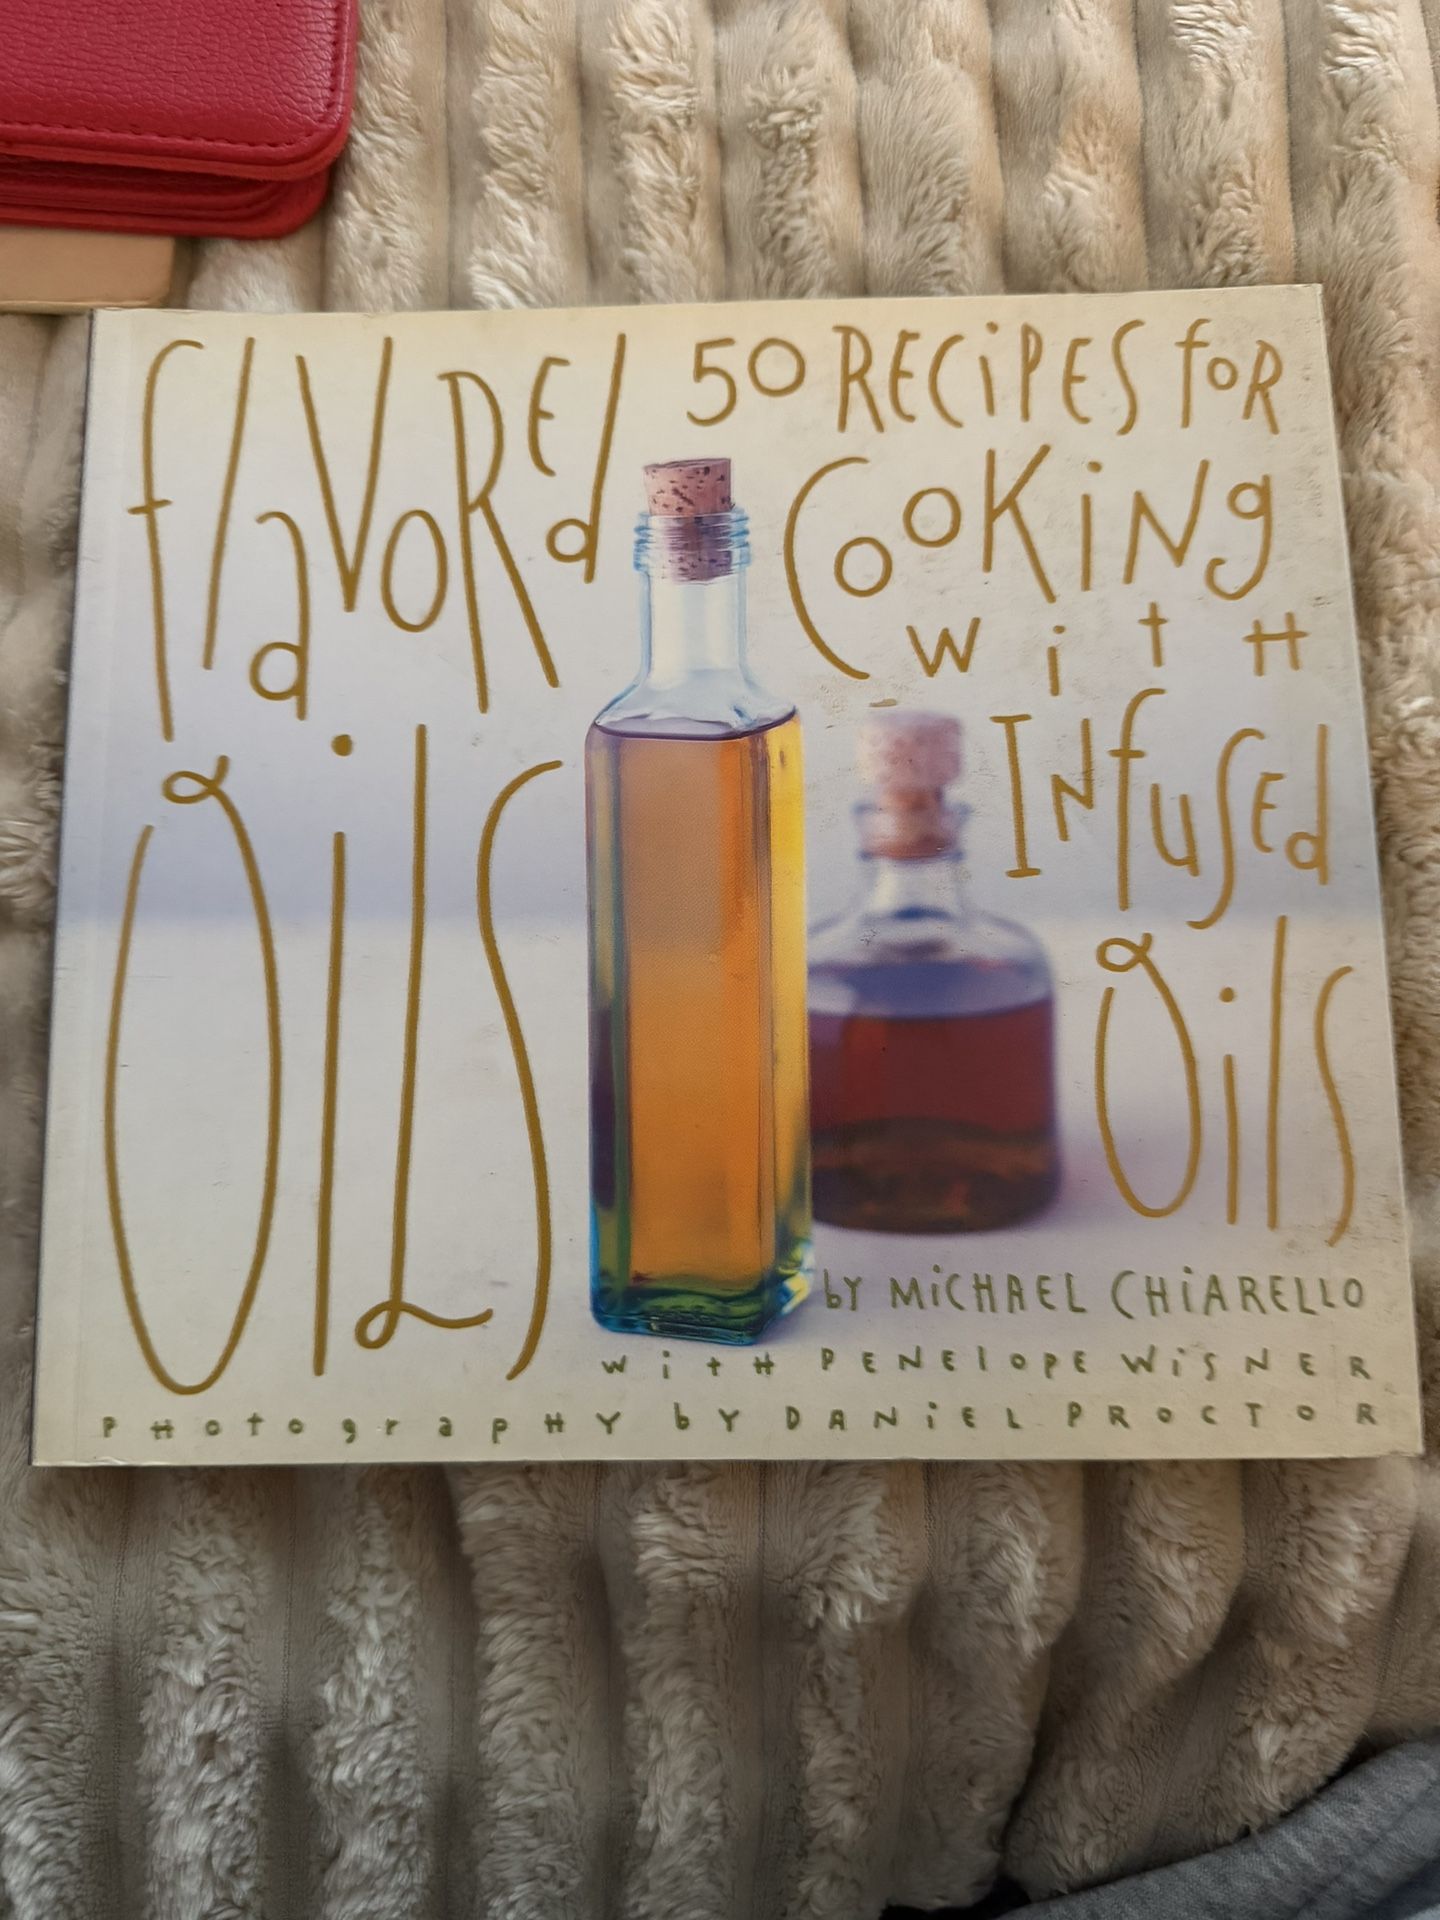 flavoRed
Oils
50 RECiPES foR
CooKiNg
with
INfusEd
Oils
by MiCHAEL CHiARELLO
with PENElOPE WisNER
PHotograpHY bY DANiEL PROCTOR